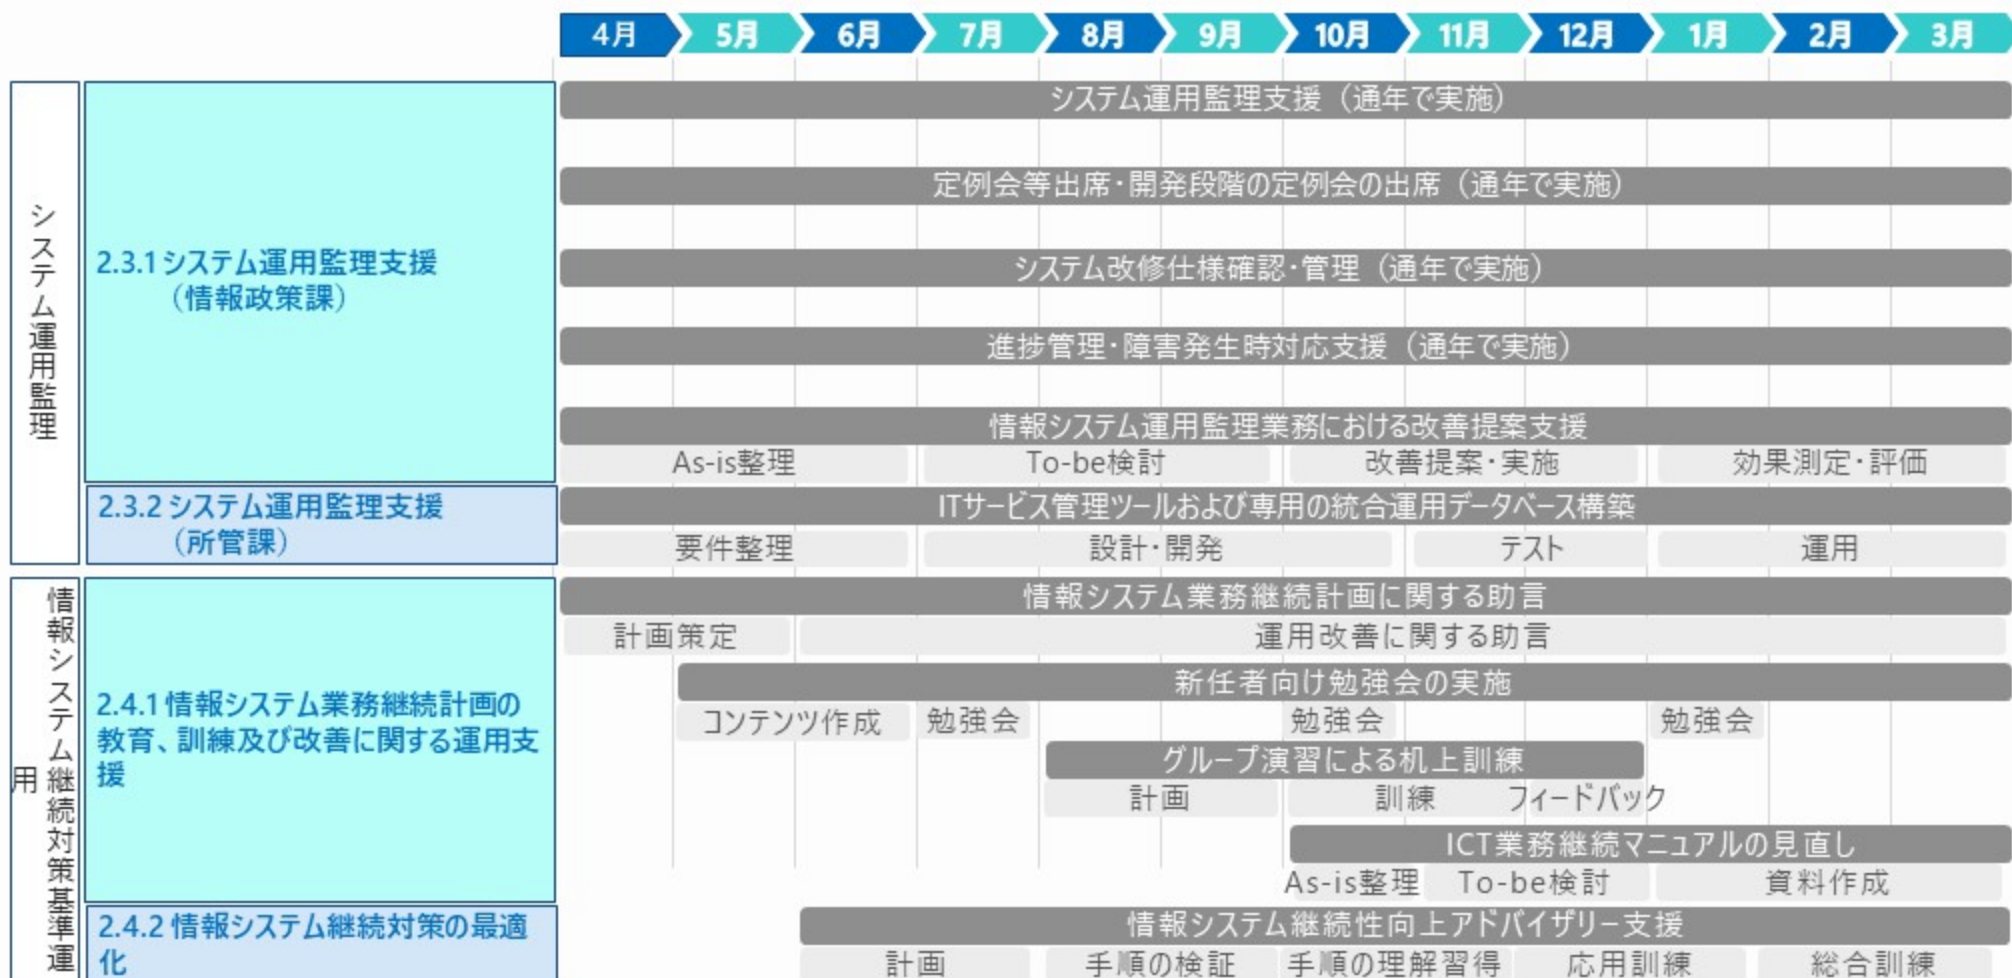 4月 5月 6月 7月 8月 9月 10月 11月 12月 1月 2月 3月
システム運用監理
2.3.1 システム運用監理支援
（情報政策課）
システム運用監理支援（通年で実施）
定例会等出席・開発段階の定例会の出席（通年で実施）
システム改修仕様確認・管理（通年で実施）
進捗管理・障害発生時対応支援（通年で実施）
情報システム運用監理業務における改善提案支援
As-is整理 To-be検討 改善提案・実施 効果測定・評価
2.3.2 システム運用監理支援
（所管課）
ITサービス管理ツールおよび専用の統合運用データベース構築
要件整理 設計・開発 テスト 運用
情報システム継続対策基準運
用
2.4.1 情報システム業務継続計画の
教育、訓練及び改善に関する運用支
援
情報システム業務継続計画に関する助言
計画策定 運用改善に関する助言
新任者向け勉強会の実施
コンテンツ作成 勉強会 勉強会 勉強会
グループ演習による机上訓練
計画 訓練 フィードバック
ICT業務継続マニュアルの見直し
As-is整理 To-be検討 資料作成
2.4.2 情報システム継続対策の最適
化
情報システム継続性向上アドバイザリー支援
計画 手順の検証 手順の理解習得 応用訓練 総合訓練